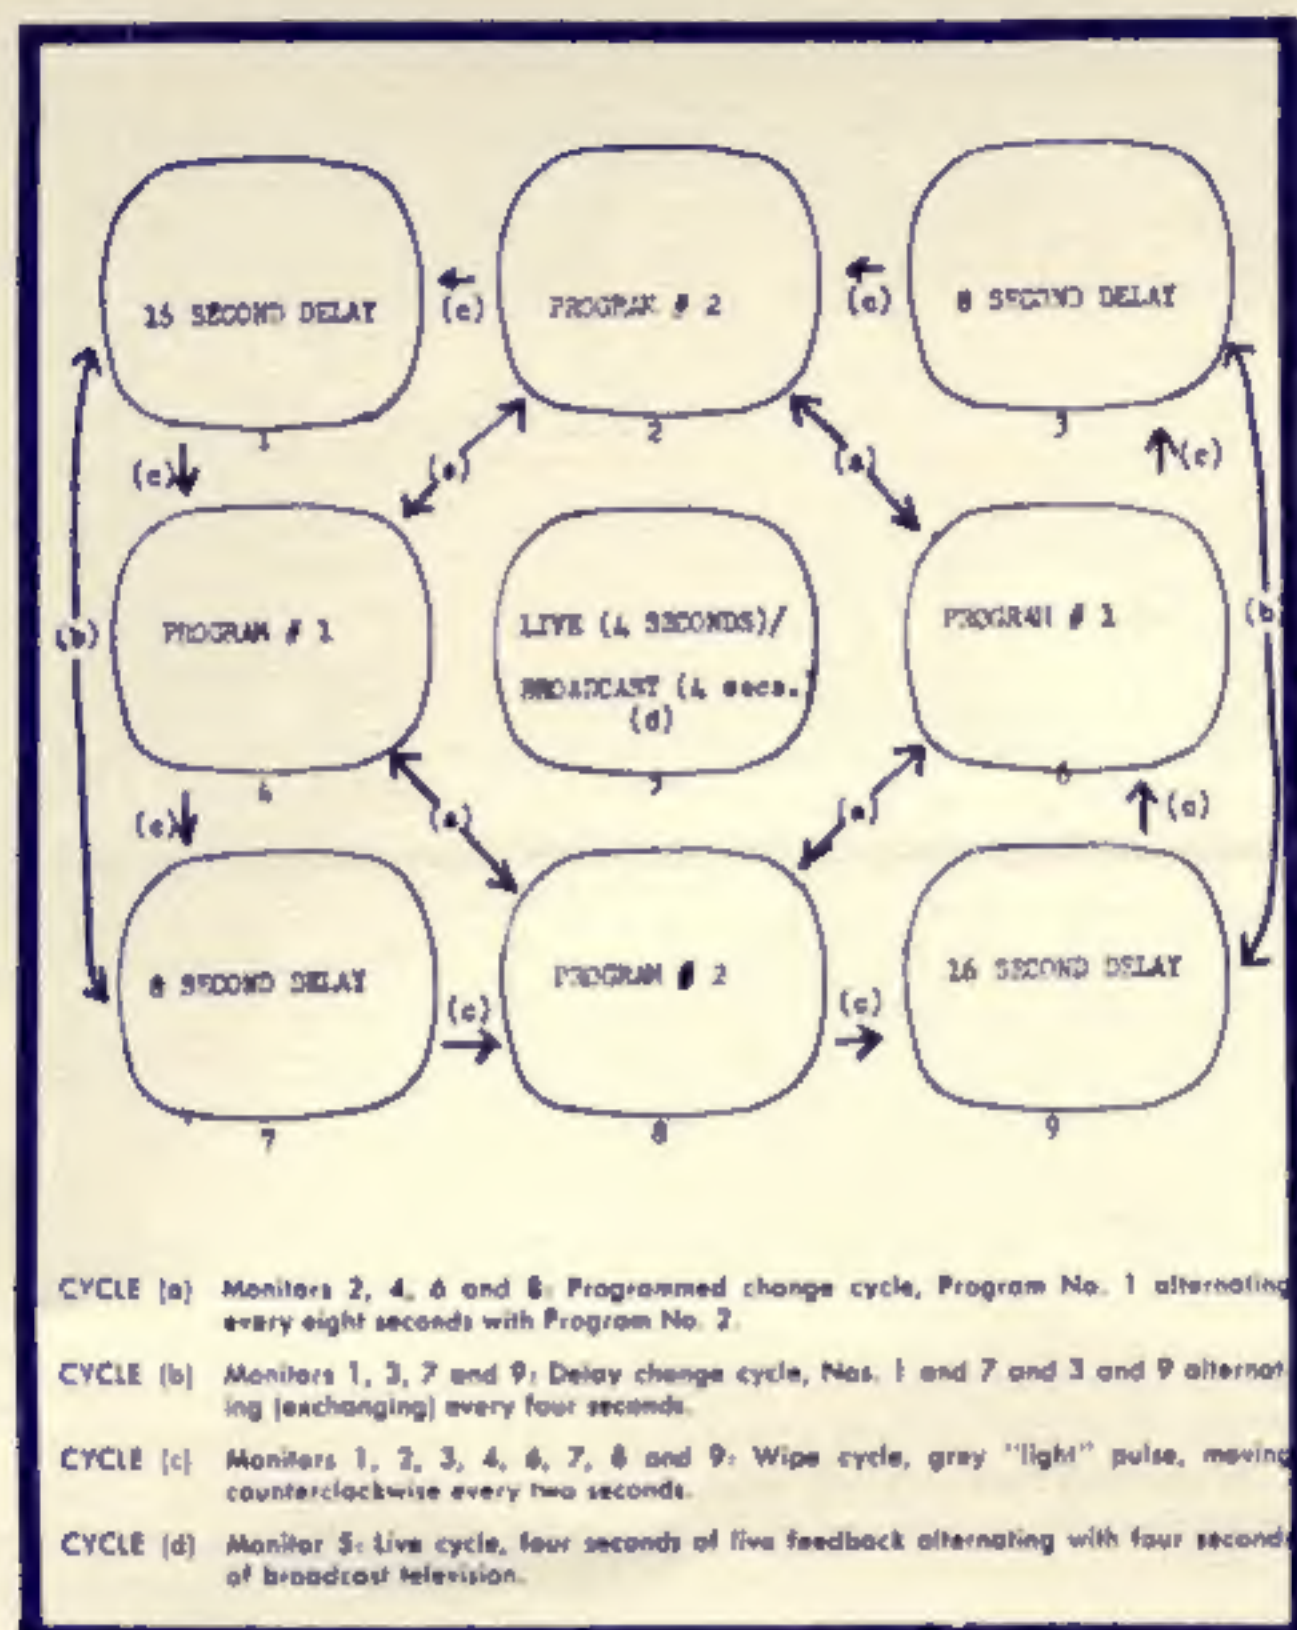 16 SECOND DELAY
(c)
PROGRAM # 2
(c)
8 SECOND DELAY
1
2
3
(c)
(a)
(a)
(c)
(b)
PROGRAM # 1
LIVE (4 SECONDS)/
BROADCAST (4 secs.)
(d)
PROGRAM # 1
(b)
4
5
6
(c)
(a)
(a)
(c)
8 SECOND DELAY
(c)
PROGRAM # 2
(c)
16 SECOND DELAY
7
8
9
CYCLE (a) Monitors 2, 4, 6 and 8: Programmed change cycle, Program No. 1 alternating
every eight seconds with Program No. 2.
CYCLE (b) Monitors 1, 3, 7 and 9: Delay change cycle, Nos. 1 and 7 and 3 and 9 alternat-
ing (exchanging) every four seconds.
CYCLE (c) Monitors 1, 2, 3, 4, 6, 7, 8 and 9: Wipe cycle, grey "light" pulse, moving
counterclockwise every two seconds.
CYCLE (d) Monitor 5: Live cycle, four seconds of live feedback alternating with four seconds
of broadcast television.